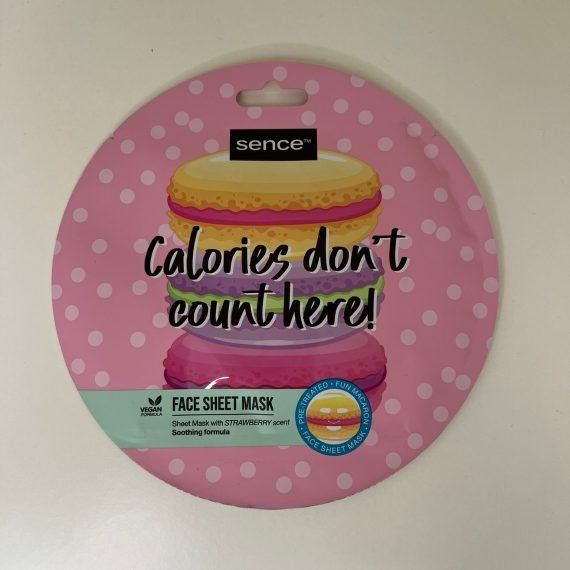 sence™
Calories don't
count here!
VEGAN
FORMULA
FACE SHEET MASK
Sheet Mask with STRAWBERRY scent
Soothing formula
PRE-TREATED • FUN MACARON
• FACE SHEET MASK •